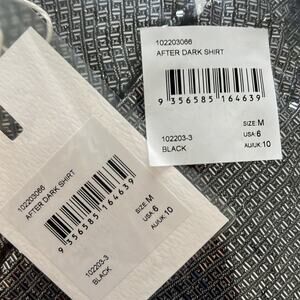 102203066
AFTER DARK SHIRT
9 356585 164639
SIZE: M
USA: 6
AU/UK: 10
102203-3
BLACK
102203066
AFTER DARK SHIRT
9 356585 164639
SIZE: M
USA: 6
AU/UK: 10
102203-3
BLACK